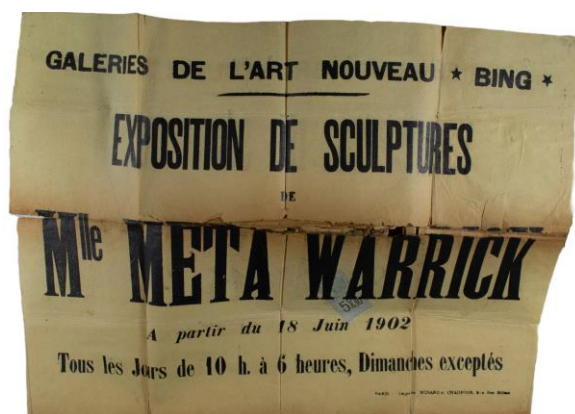 GALERIES DE L'ART NOUVEAU * BING *
EXPOSITION DE SCULPTURES
DE
Mlle META WARRICK
A partir du 18 Juin 1902
Tous les Jours de 10 h. à 6 heures, Dimanches exceptés
PARIS